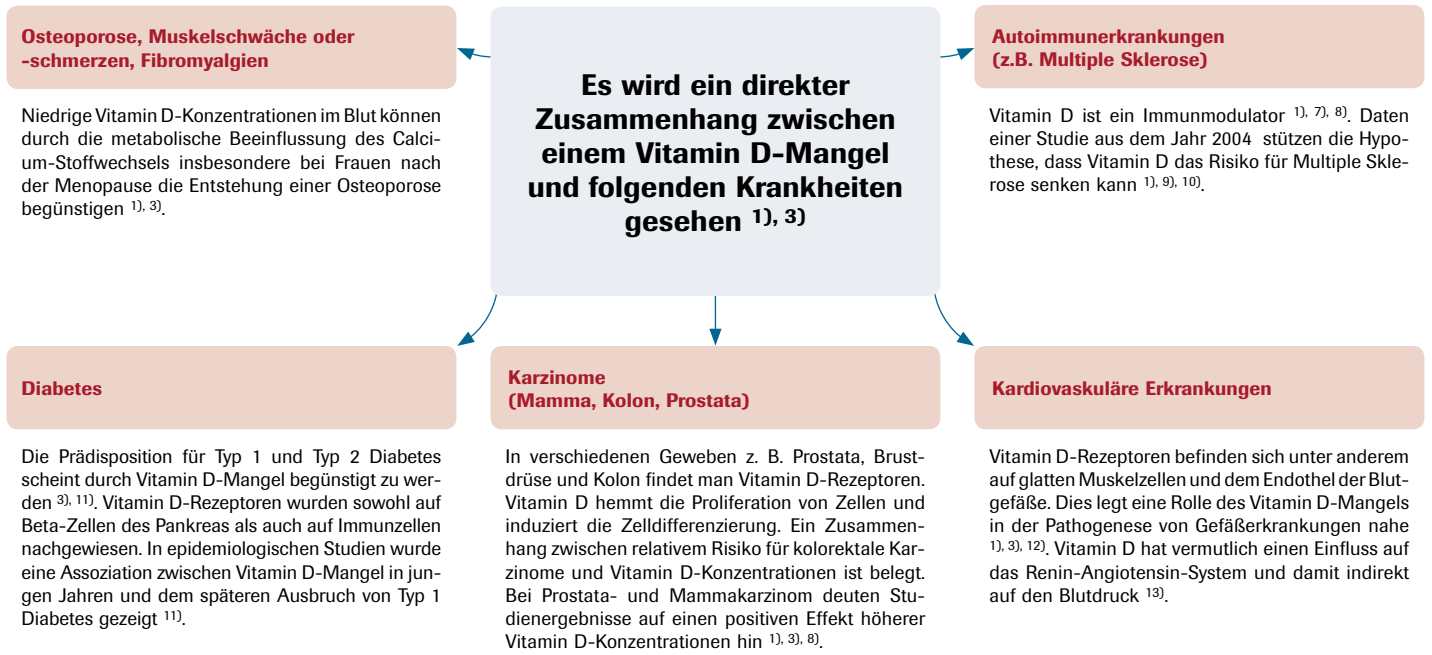 Osteoporose, Muskelschwäche oder
-schmerzen, Fibromyalgien
Niedrige Vitamin D-Konzentrationen im Blut können
durch die metabolische Beeinflussung des Calci-
um-Stoffwechsels insbesondere bei Frauen nach
der Menopause die Entstehung einer Osteoporose
begünstigen 1), 3).
Es wird ein direkter
Zusammenhang zwischen
einem Vitamin D-Mangel
und folgenden Krankheiten
gesehen 1), 3)
Autoimmunerkrankungen
(z.B. Multiple Sklerose)
Vitamin D ist ein Immunmodulator 1), 7), 8). Daten
einer Studie aus dem Jahr 2004 stützen die Hypo-
these, dass Vitamin D das Risiko für Multiple Skle-
rose senken kann 1), 9), 10).
Diabetes
Die Prädisposition für Typ 1 und Typ 2 Diabetes
scheint durch Vitamin D-Mangel begünstigt zu wer-
den 3), 11). Vitamin D-Rezeptoren wurden sowohl auf
Beta-Zellen des Pankreas als auch auf Immunzellen
nachgewiesen. In epidemiologischen Studien wurde
eine Assoziation zwischen Vitamin D-Mangel in jun-
gen Jahren und dem späteren Ausbruch von Typ 1
Diabetes gezeigt 11).
Karzinome
(Mamma, Kolon, Prostata)
In verschiedenen Geweben z. B. Prostata, Brust-
drüse und Kolon findet man Vitamin D-Rezeptoren.
Vitamin D hemmt die Proliferation von Zellen und
induziert die Zelldifferenzierung. Ein Zusammen-
hang zwischen relativem Risiko für kolorektale Kar-
zinome und Vitamin D-Konzentrationen ist belegt.
Bei Prostata- und Mammakarzinom deuten Stu-
dienergebnisse auf einen positiven Effekt höherer
Vitamin D-Konzentrationen hin 1), 3), 8).
Kardiovaskuläre Erkrankungen
Vitamin D-Rezeptoren befinden sich unter anderem
auf glatten Muskelzellen und dem Endothel der Blut-
gefäße. Dies legt eine Rolle des Vitamin D-Mangels
in der Pathogenese von Gefäßerkrankungen nahe
1), 3), 12). Vitamin D hat vermutlich einen Einfluss auf
das Renin-Angiotensin-System und damit indirekt
auf den Blutdruck 13).